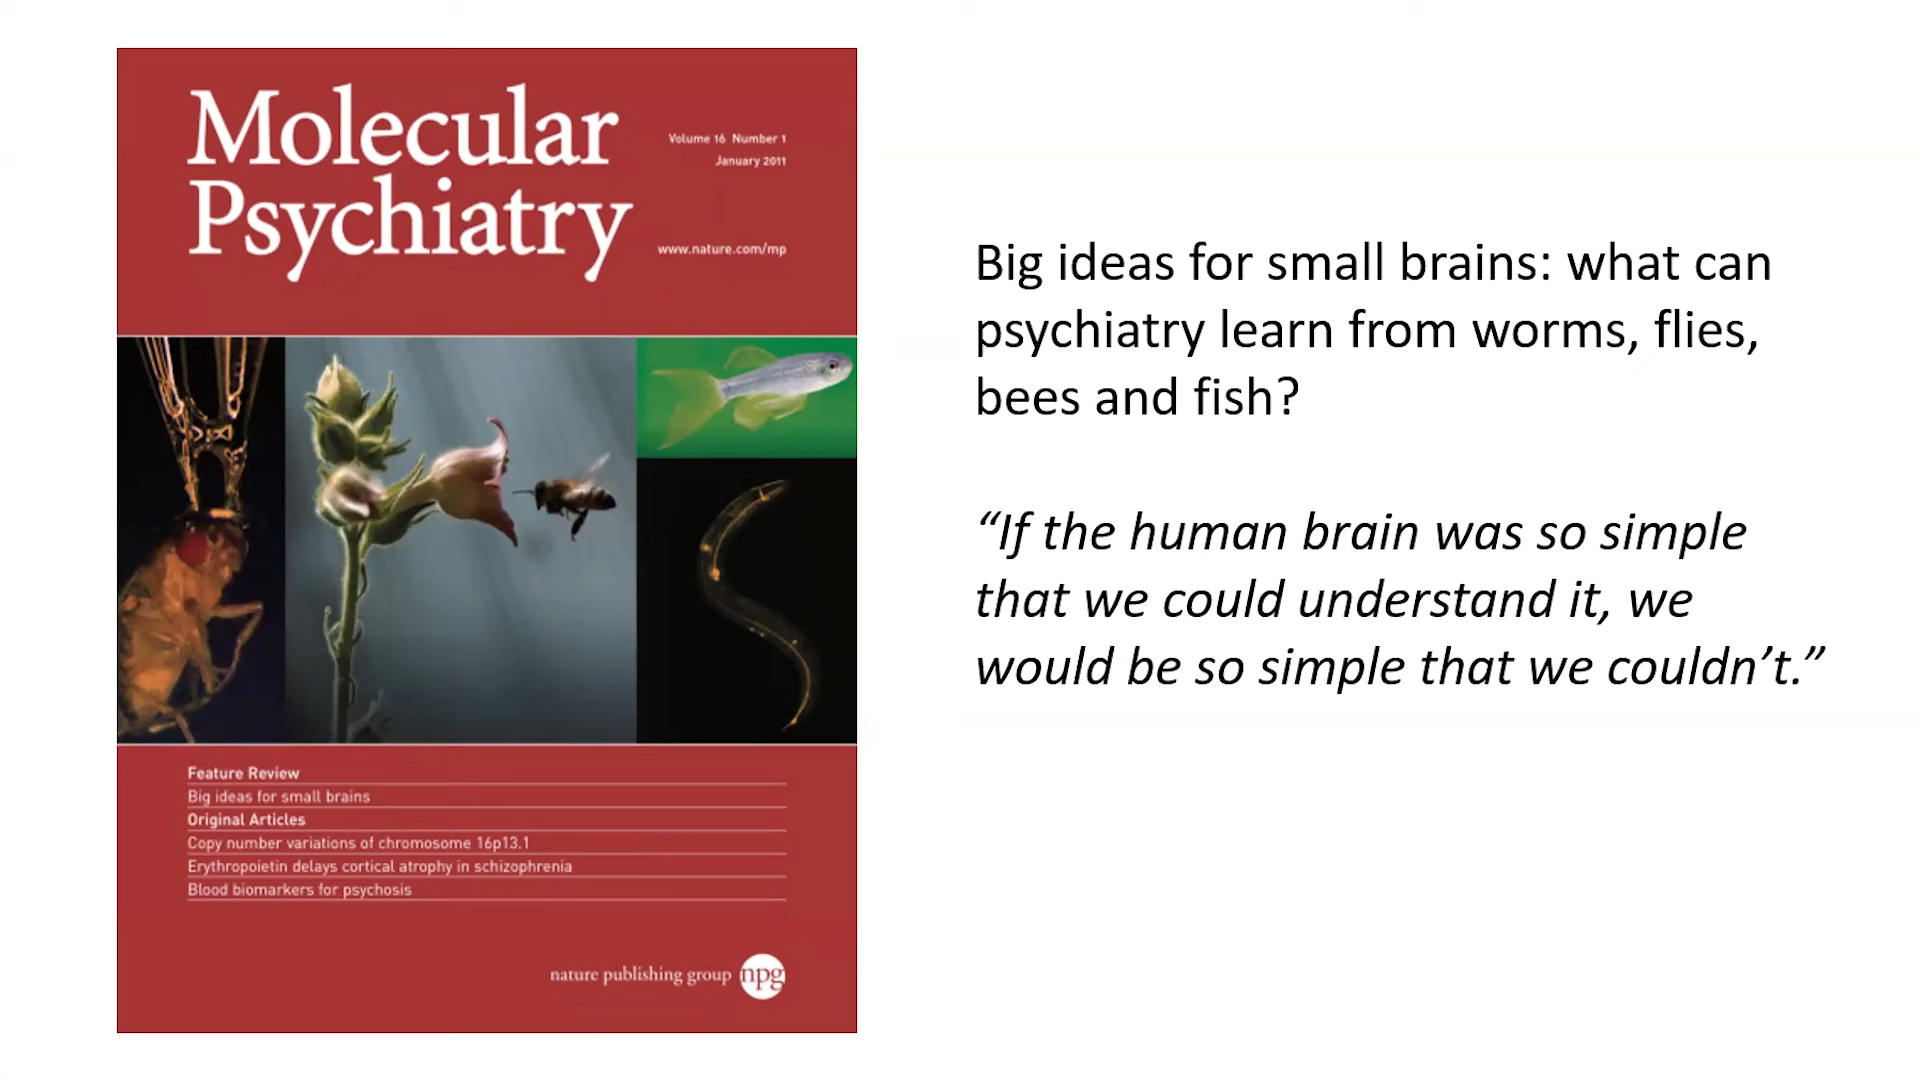 Molecular
Psychiatry
Volume 16 Number 1
January 2011
www.nature.com/mp
Feature Review
Big ideas for small brains
Original Articles
Copy number variations of chromosome 16p13.1
Erythropoietin delays cortical atrophy in schizophrenia
Blood biomarkers for psychosis
nature publishing group npg
Big ideas for small brains: what can
psychiatry learn from worms, flies,
bees and fish?
“If the human brain was so simple
that we could understand it, we
would be so simple that we couldn’t.”